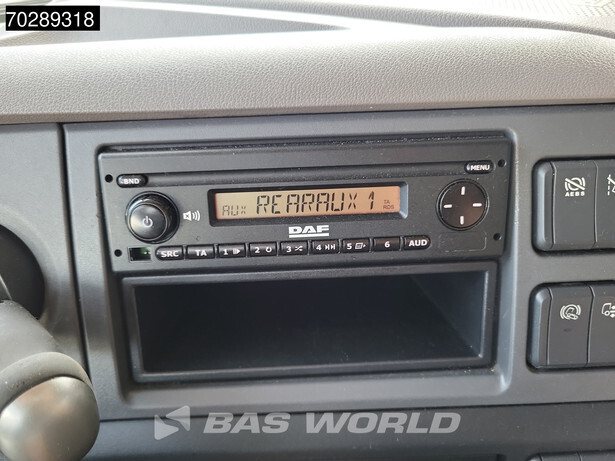 70289318
BND
MENU
AUX REARAUX 1 TA RDS
DAF
SRC TA 1 2 3 4 5 6 AUD
AEBS
BAS WORLD